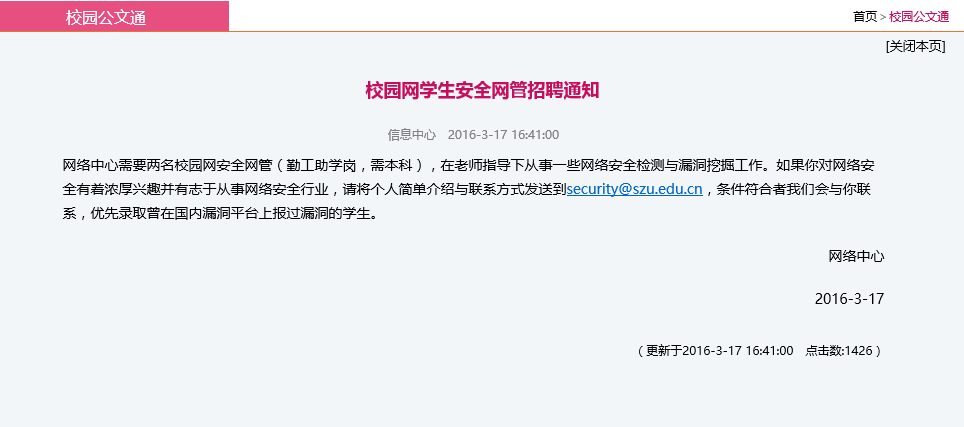 校园公文通
首页 > 校园公文通
[关闭本页]
校园网学生安全网管招聘通知
信息中心 2016-3-17 16:41:00
网络中心需要两名校园网安全网管（勤工助学岗，需本科），在老师指导下从事一些网络安全检测与漏洞挖掘工作。如果你对网络安
全有着浓厚兴趣并有志于从事网络安全行业，请将个人简单介绍与联系方式发送到security@szu.edu.cn，条件符合者我们会与你联
系，优先录取曾在国内漏洞平台上报过漏洞的学生。
网络中心
2016-3-17
（更新于2016-3-17 16:41:00 点击数:1426）